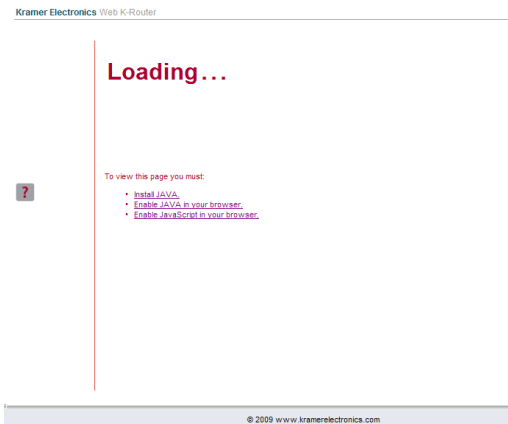 Kramer Electronics Web K-Router
Loading...
To view this page you must:
• Install JAVA.
• Enable JAVA in your browser.
• Enable JavaScript in your browser.
?
© 2009 www.kramerelectronics.com